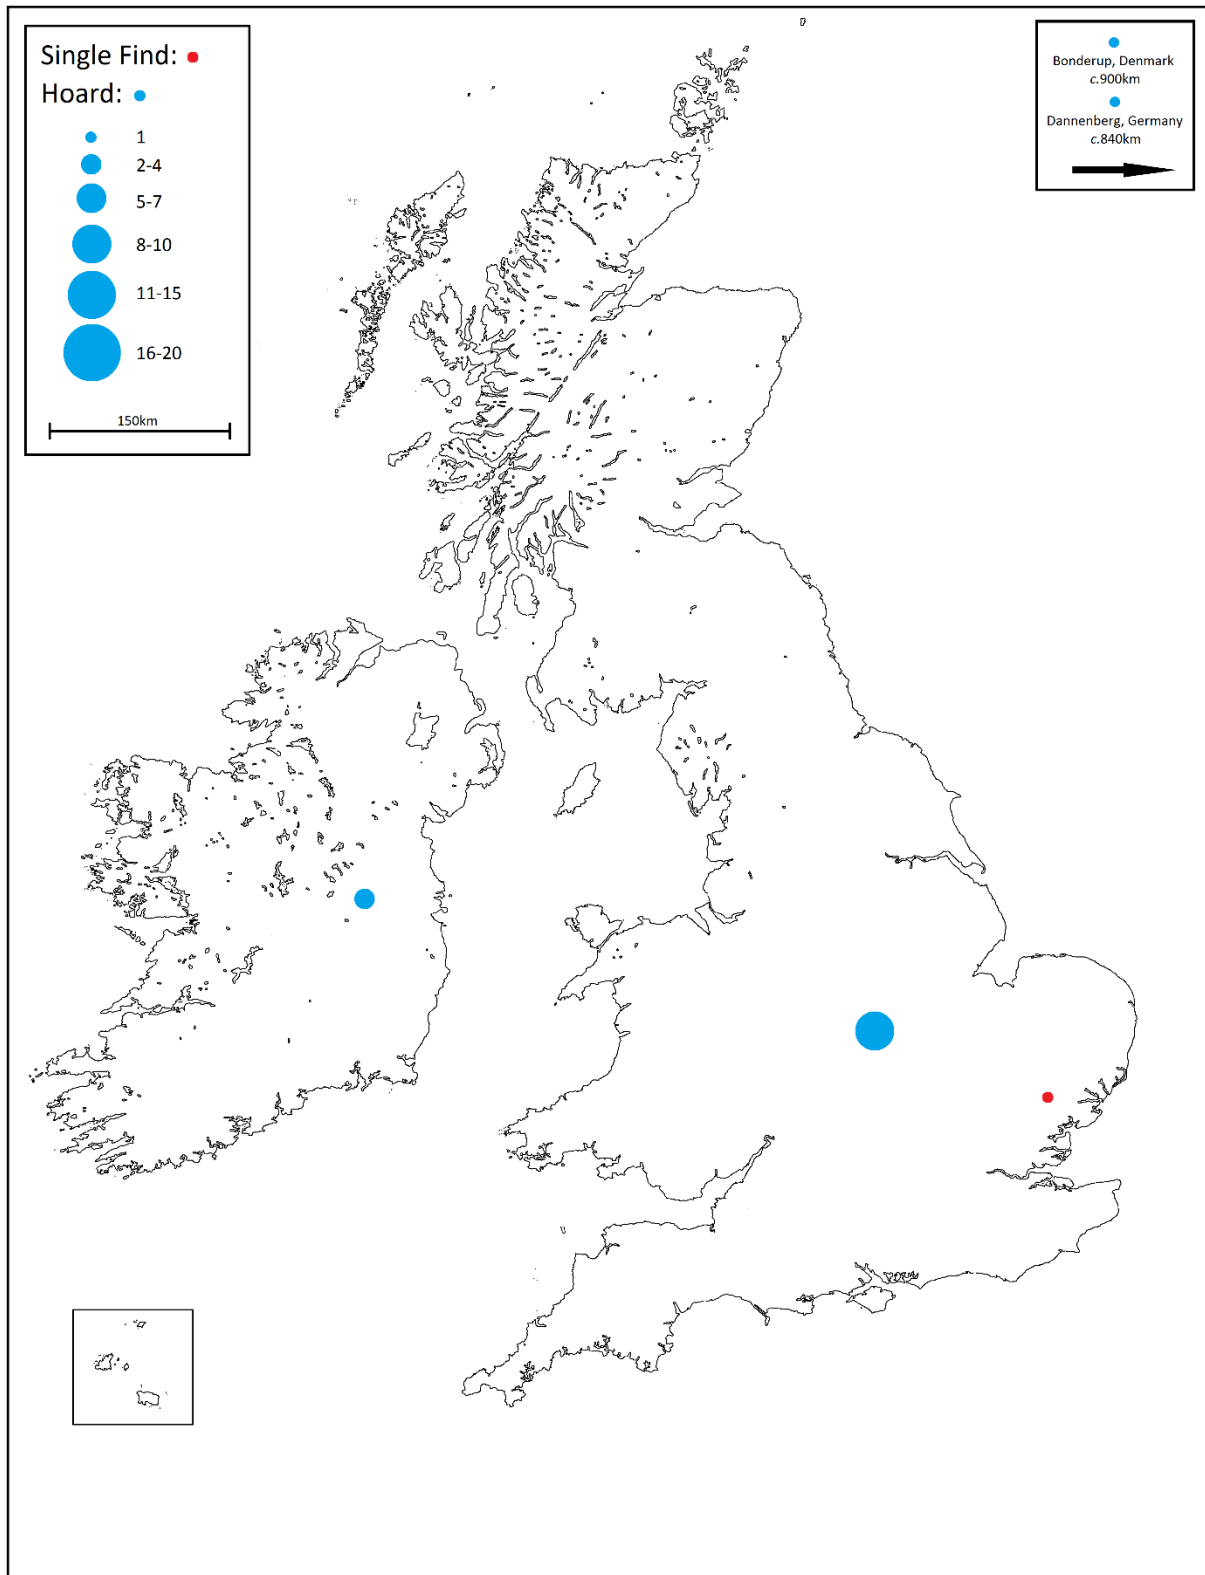 Single Find:
Hoard:
1
2-4
5-7
8-10
11-15
16-20
150km
Bonderup, Denmark
c.900km
Dannenberg, Germany
c.840km